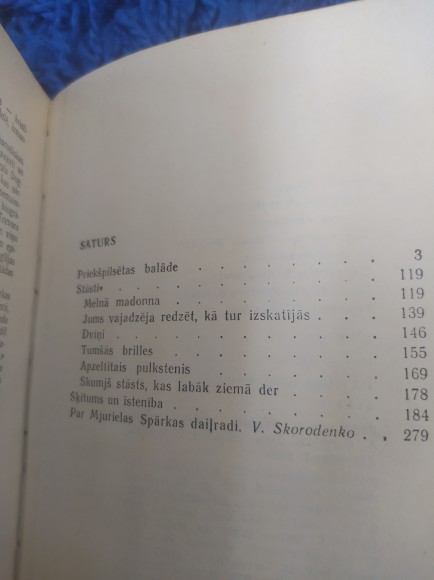 SATURS
Priekšpilsētas balāde . . . . . . . 3
Stāsti . . . . . . . . . 119
Melnā madonna . . . . . . . 119
Jums vajadzēja redzēt, kā tur izskatījās . . . 139
Dvīņi . . . . . . . . 146
Tumšās brilles . . . . . . . 155
Apzeltītais pulkstenis . . . . . . 169
Skumjš stāsts, kas labāk ziemā der . . . . 178
Šķitums un īstenība . . . . . . . 184
Par Mjurielas Spārkas daiļradi. V. Skorodenko . . 279